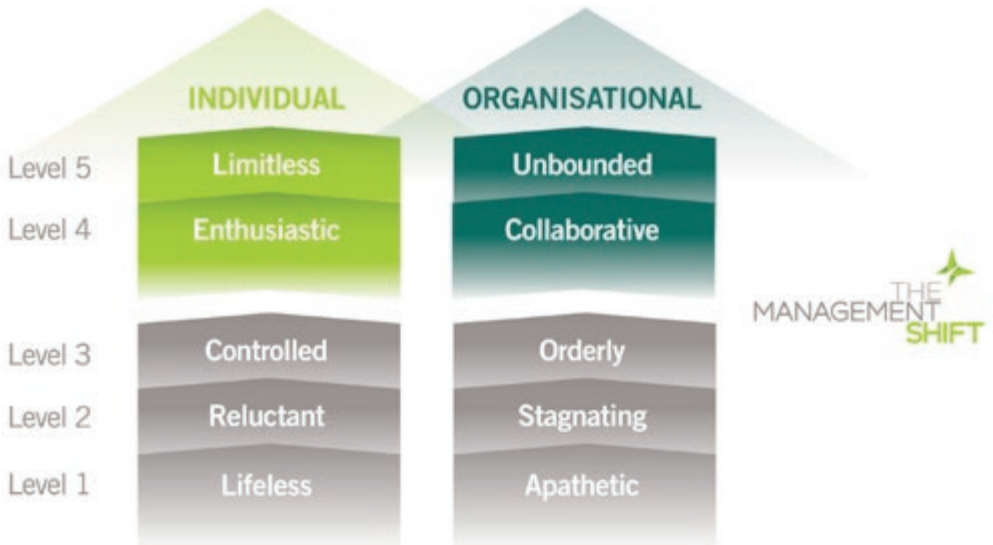 INDIVIDUAL ORGANISATIONAL
Level 5 Limitless Unbounded
Level 4 Enthusiastic Collaborative
THE
MANAGEMENT
SHIFT
Level 3 Controlled Orderly
Level 2 Reluctant Stagnating
Level 1 Lifeless Apathetic